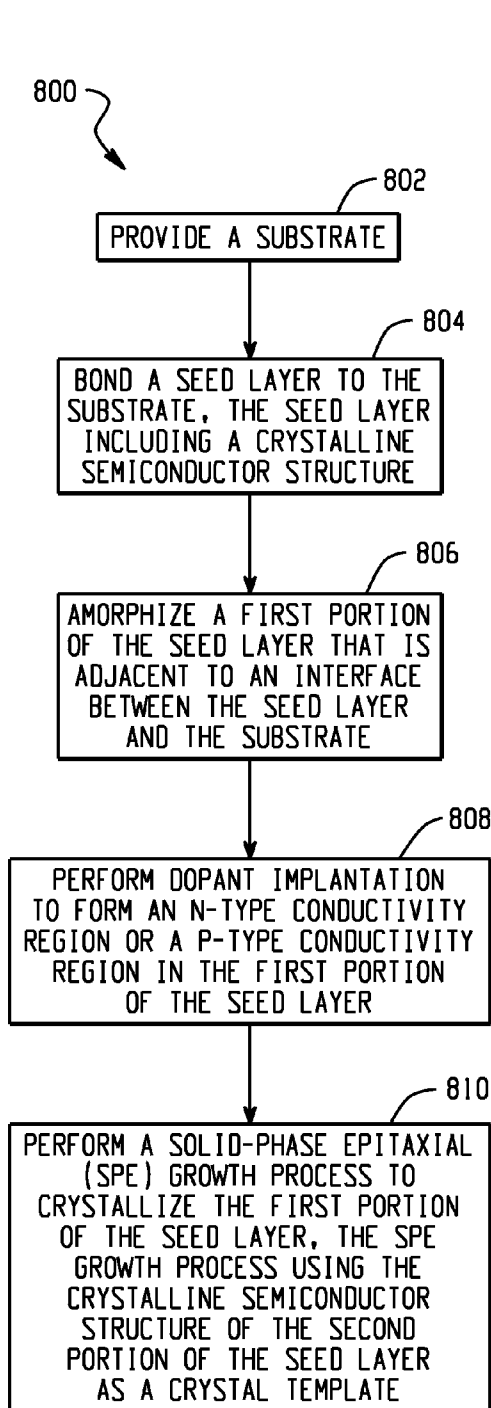 800
802
PROVIDE A SUBSTRATE
804
BOND A SEED LAYER TO THE
SUBSTRATE, THE SEED LAYER
INCLUDING A CRYSTALLINE
SEMICONDUCTOR STRUCTURE
806
AMORPHIZE A FIRST PORTION
OF THE SEED LAYER THAT IS
ADJACENT TO AN INTERFACE
BETWEEN THE SEED LAYER
AND THE SUBSTRATE
808
PERFORM DOPANT IMPLANTATION
TO FORM AN N-TYPE CONDUCTIVITY
REGION OR A P-TYPE CONDUCTIVITY
REGION IN THE FIRST PORTION
OF THE SEED LAYER
810
PERFORM A SOLID-PHASE EPITAXIAL
(SPE) GROWTH PROCESS TO
CRYSTALLIZE THE FIRST PORTION
OF THE SEED LAYER, THE SPE
GROWTH PROCESS USING THE
CRYSTALLINE SEMICONDUCTOR
STRUCTURE OF THE SECOND
PORTION OF THE SEED LAYER
AS A CRYSTAL TEMPLATE